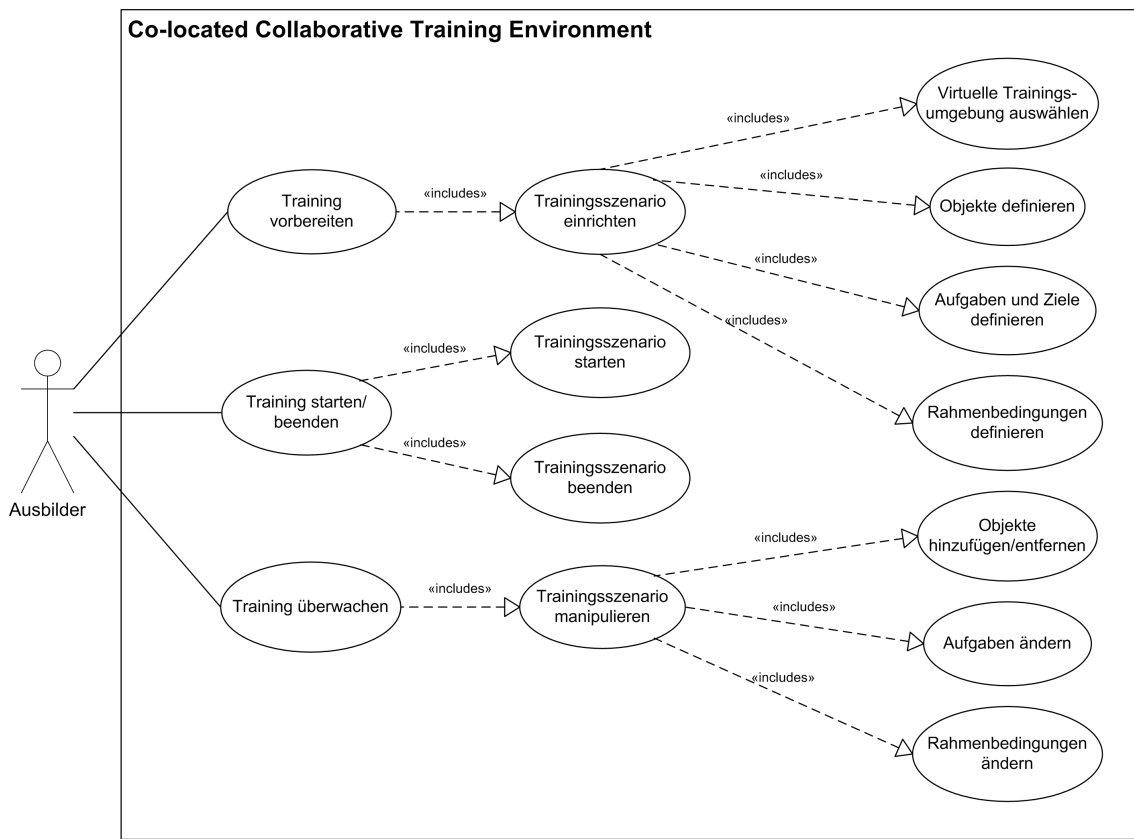 Co-located Collaborative Training Environment
Virtuelle Trainings-
umgebung auswählen
«includes»
«includes»
Objekte definieren
Training
vorbereiten
«includes»
Trainingsszenario
einrichten
«includes»
Aufgaben und Ziele
definieren
«includes»
Trainingsszenario
starten
«includes»
Training starten/
beenden
Rahmenbedingungen
definieren
«includes»
Trainingsszenario
beenden
Ausbilder
Objekte
hinzufügen/entfernen
«includes»
Training überwachen
«includes»
Trainingsszenario
manipulieren
«includes»
Aufgaben ändern
«includes»
Rahmenbedingungen
ändern